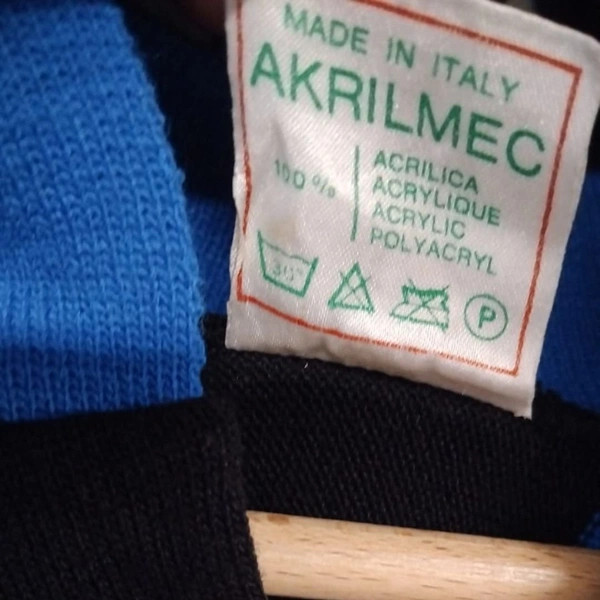 MADE IN ITALY
AKRILMEC
100%
ACRILICA
ACRYLIQUE
ACRYLIC
POLYACRYL
30°
P